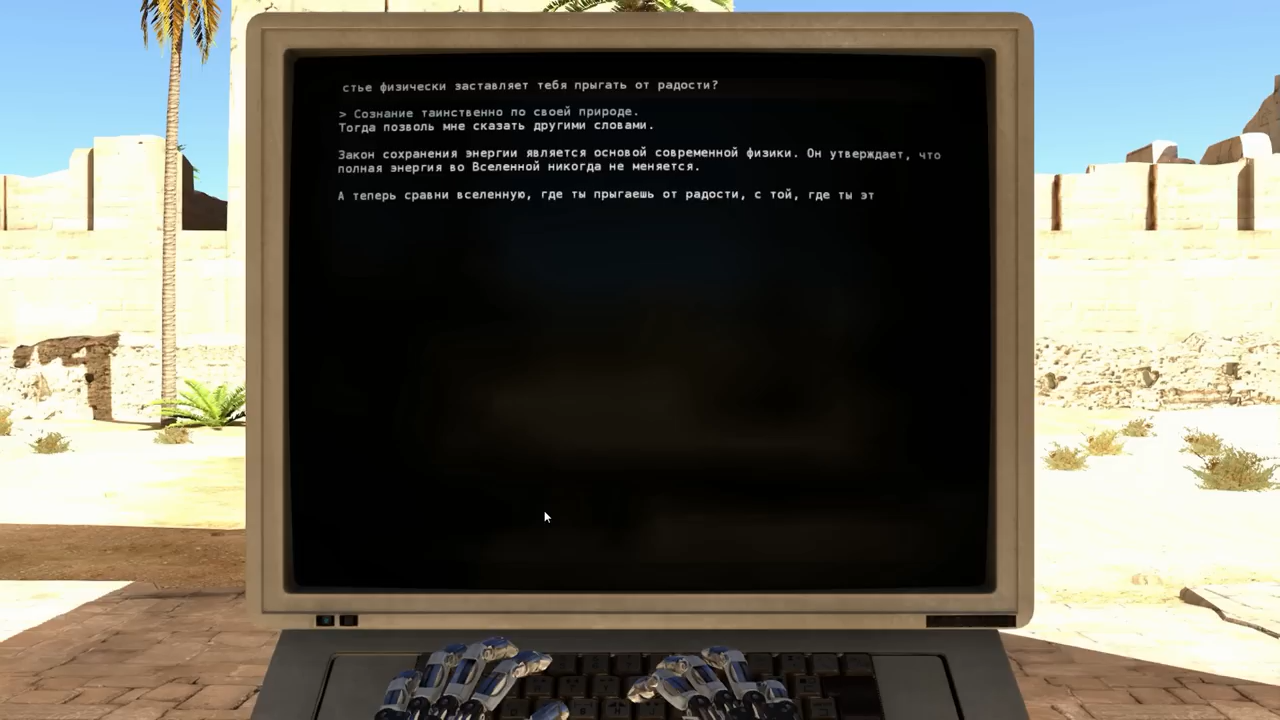 стье физически заставляет тебя прыгать от радости?
> Сознание таинственно по своей природе.
Тогда позволь мне сказать другими словами.
Закон сохранения энергии является основой современной физики. Он утверждает, что
полная энергия во Вселенной никогда не меняется.
А теперь сравни вселенную, где ты прыгаешь от радости, с той, где ты эт